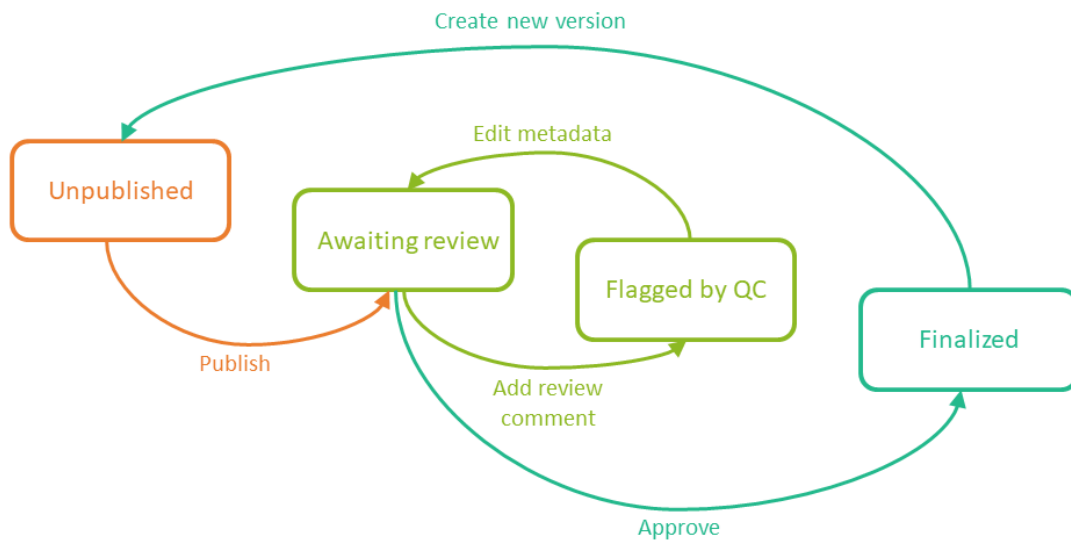 Create new version
Edit metadata
Unpublished
Awaiting review
Flagged by QC
Finalized
Publish
Add review
comment
Approve